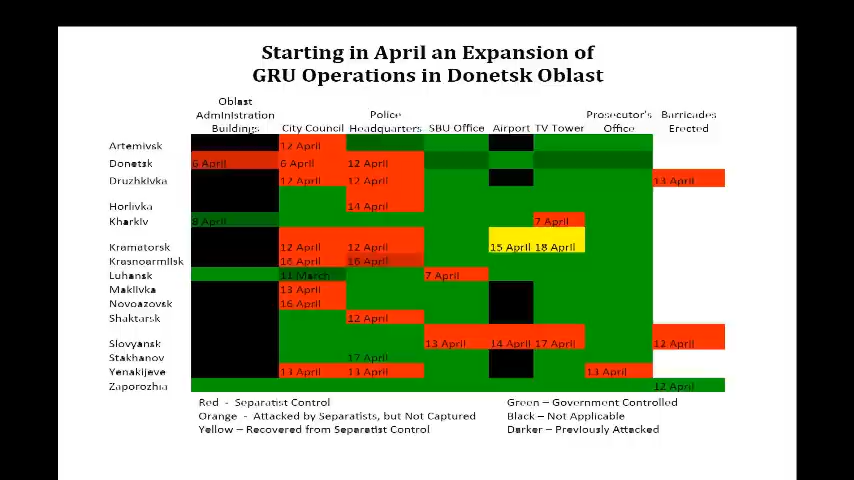 Starting in April an Expansion of
GRU Operations in Donetsk Oblast
Oblast Administration Buildings City Council Police Headquarters SBU Office Airport TV Tower Prosecutor's Office Barricades Erected
Artemivsk 12 April
Donetsk 6 April 6 April 12 April
Druzhkivka 12 April 12 April 13 April
Horlivka 14 April
Kharkiv 8 April 7 April
Kramatorsk 12 April 12 April 15 April 18 April
Krasnoarmiisk 16 April 16 April
Luhansk 11 March 7 April
Makiivka 13 April
Novoazovsk 16 April
Shaktarsk 12 April
Slovyansk 13 April 14 April 17 April 12 April
Stakhanov 17 April
Yenakijeve 13 April 13 April 13 April
Zaporozhia 12 April
Red - Separatist Control
Orange - Attacked by Separatists, but Not Captured
Yellow – Recovered from Separatist Control
Green – Government Controlled
Black – Not Applicable
Darker – Previously Attacked